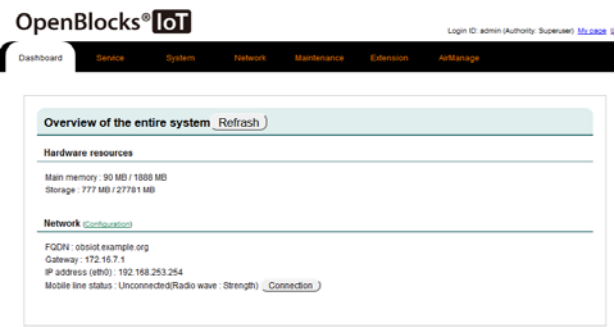 OpenBlocks® IoT
Login ID: admin (Authority: Superuser) My page
Dashboard Service System Network Maintenance Extension AirManage
Overview of the entire system Refrash
Hardware resources
Main memory : 90 MB / 1888 MB
Storage : 777 MB / 27781 MB
Network (Configuration)
FQDN : obsiot.example.org
Gateway : 172.16.7.1
IP address (eth0) : 192.168.253.254
Mobile line status : Unconnected(Radio wave : Strength) Connection